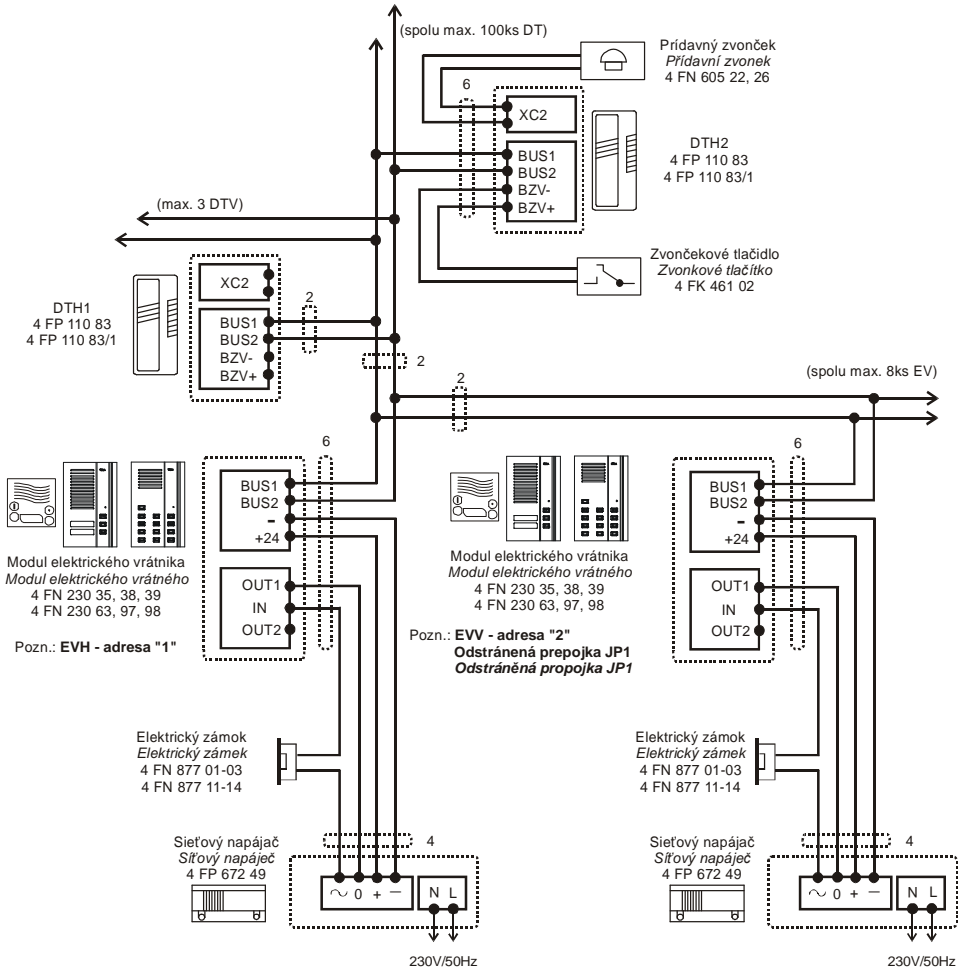 (spolu max. 100ks DT)
Prídavný zvonček
Přídavní zvonek
4 FN 605 22, 26
6
XC2
BUS1
BUS2
BZV-
BZV+
DTH2
4 FP 110 83
4 FP 110 83/1
(max. 3 DTV)
Zvončekové tlačidlo
Zvonkové tlačítko
4 FK 461 02
DTH1
4 FP 110 83
4 FP 110 83/1
XC2
BUS1
BUS2
BZV-
BZV+
2
2
2
(spolu max. 8ks EV)
6
BUS1
BUS2
-
+24
OUT1
IN
OUT2
Modul elektrického vrátnika
Modul elektrického vrátného
4 FN 230 35, 38, 39
4 FN 230 63, 97, 98
Pozn.: EVH - adresa "1"
6
BUS1
BUS2
-
+24
OUT1
IN
OUT2
Modul elektrického vrátnika
Modul elektrického vrátného
4 FN 230 35, 38, 39
4 FN 230 63, 97, 98
Pozn.: EVV - adresa "2"
Odstránená prepojka JP1
Odstráněná propojka JP1
Elektrický zámok
Elektrický zámek
4 FN 877 01-03
4 FN 877 11-14
Sieťový napájač
Síťový napáječ
4 FP 672 49
4
~ 0 + —
N L
230V/50Hz
Elektrický zámok
Elektrický zámek
4 FN 877 01-03
4 FN 877 11-14
Sieťový napájač
Síťový napáječ
4 FP 672 49
4
~ 0 + —
N L
230V/50Hz